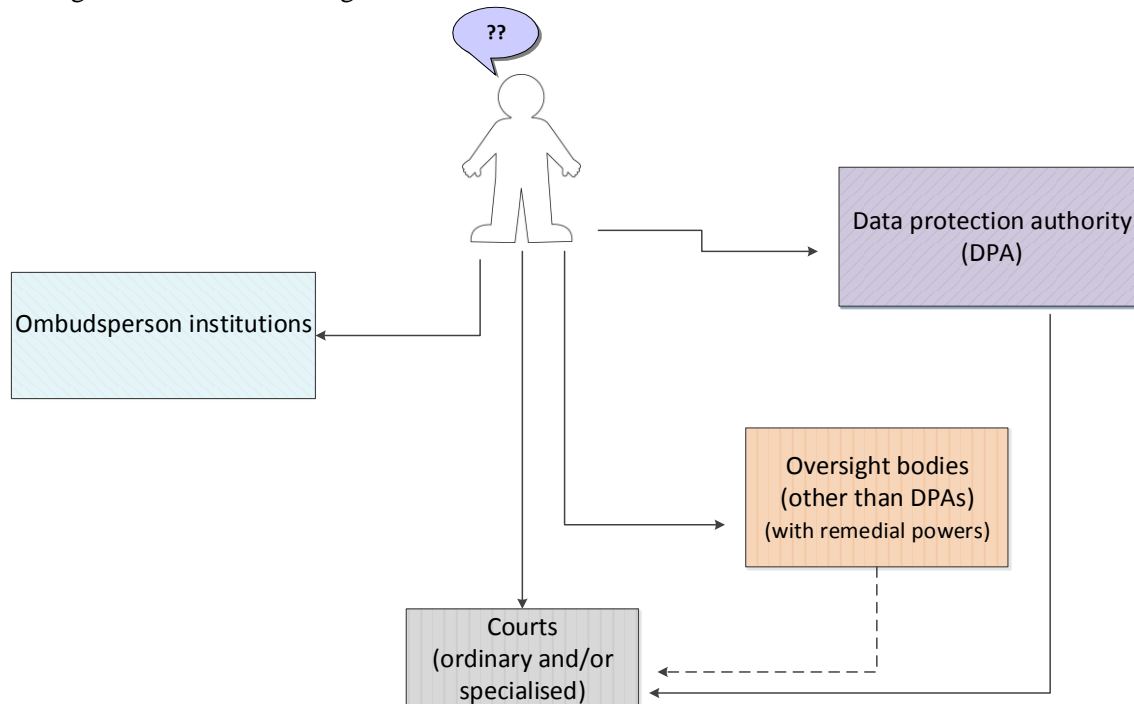 ??
Data protection authority
(DPA)
Ombudsperson institutions
Oversight bodies
(other than DPAs)
(with remedial powers)
Courts
(ordinary and/or
specialised)